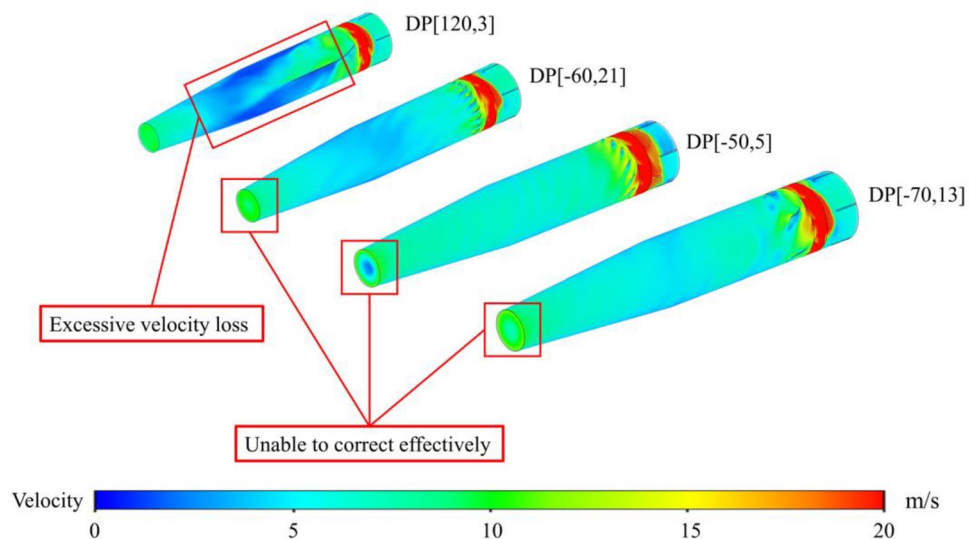 DP[120,3]
DP[-60,21]
DP[-50,5]
DP[-70,13]
Excessive velocity loss
Unable to correct effectively
Velocity
m/s
0 5 10 15 20